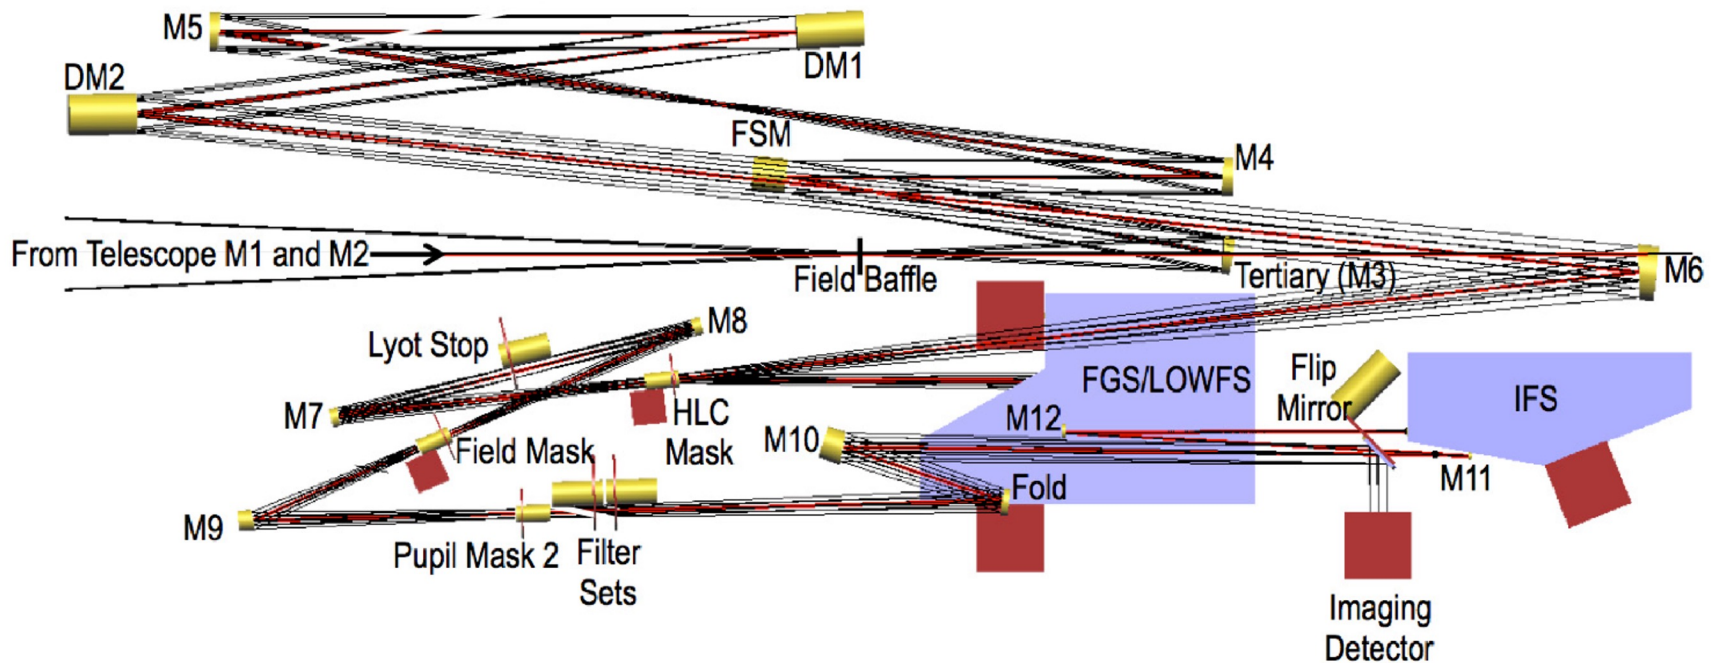 M5
DM1
DM2
FSM
M4
From Telescope M1 and M2
Field Baffle
Tertiary (M3)
M6
Lyot Stop
M8
FGS/LOWFS
Flip
Mirror
IFS
M7
HLC
Mask
M12
M10
Field Mask
M11
Fold
M9
Pupil Mask 2
Filter
Sets
Imaging
Detector